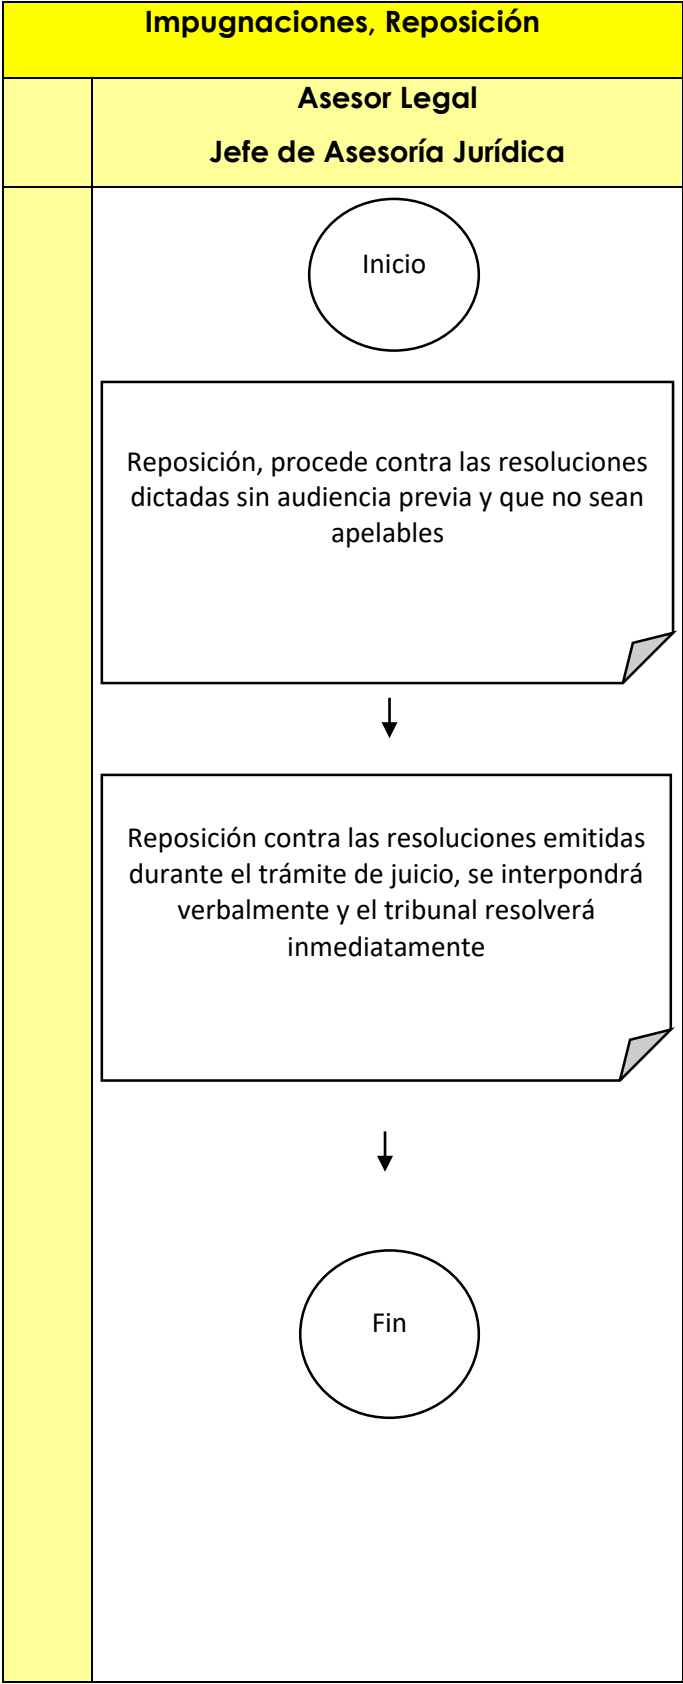 Impugnaciones, Reposición
Asesor Legal
Jefe de Asesoría Jurídica
Inicio
Reposición, procede contra las resoluciones
dictadas sin audiencia previa y que no sean
apelables
Reposición contra las resoluciones emitidas
durante el trámite de juicio, se interpondrá
verbalmente y el tribunal resolverá
inmediatamente
Fin